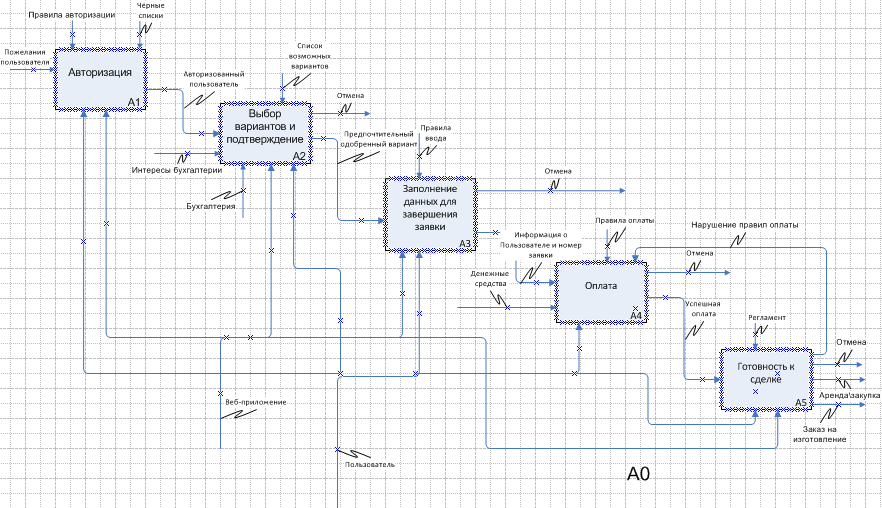 Правила авторизации
Чёрные
списки
Пожелания
пользователя
Авторизация
A1
Авторизованный
пользователь
Список
возможных
вариантов
Отмена
Выбор
вариантов и
подтверждение
A2
Интересы бухгалтерии
Бухгалтерия
Предпочтительный
одобренный вариант
Правила
ввода
Отмена
Заполнение
данных для
завершения
заявки
A3
Информация о
Пользователе и номер
заявки
Правила оплаты
Нарушение правил оплаты
Отмена
Денежные
средства
Оплата
A4
Успешная
оплата
Регламент
Отмена
Готовность к
сделке
A5
Аренда\закупка
Заказ на
изготовление
Веб-приложение
Пользователь
A0